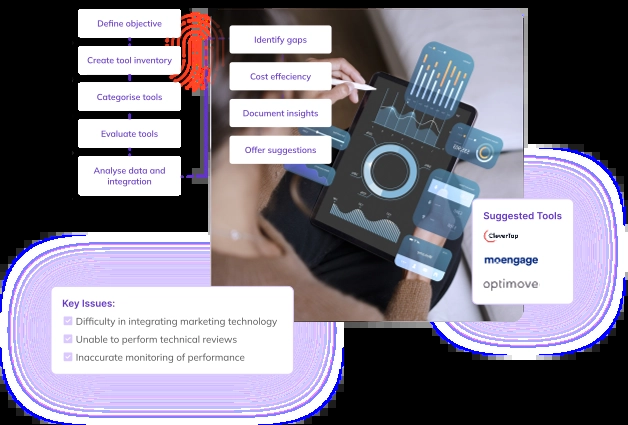 Define objective
Create tool inventory
Categorise tools
Evaluate tools
Analyse data and
integration
Identify gaps
Cost effeciency
Document insights
Offer suggestions
Suggested Tools
CleverTap
moengage
optimove
Key Issues:
Difficulty in integrating marketing technology
Unable to perform technical reviews
Inaccurate monitoring of performance